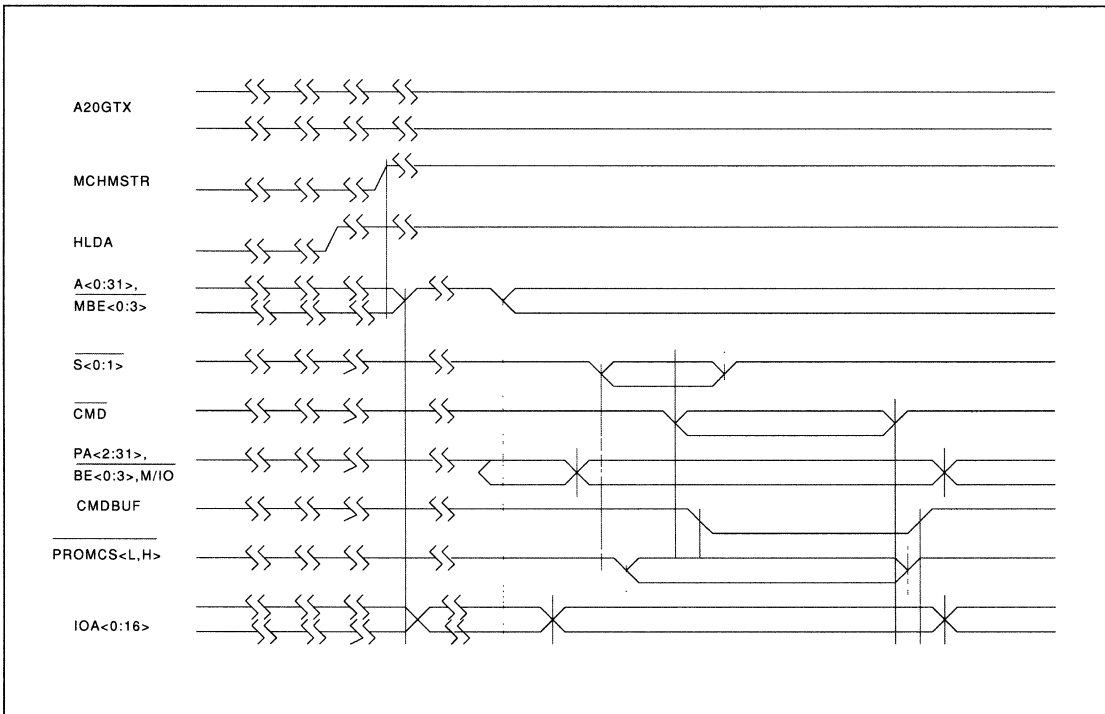 A20GTX
MCHMSTR
HLDA
A<0:31>,
MBE<0:3>
S<0:1>
CMD
PA<2:31>,
BE<0:3>,M/IO
CMDBUF
PROMCS<L,H>
IOA<0:16>